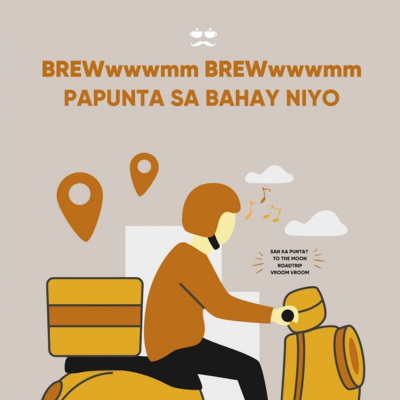 BREWwwwmm BREWwwwmm
PAPUNTA SA BAHAY NIYO
SAN KA PUNTA?
TO THE MOON
ROADTRIP
VROOM VROOM